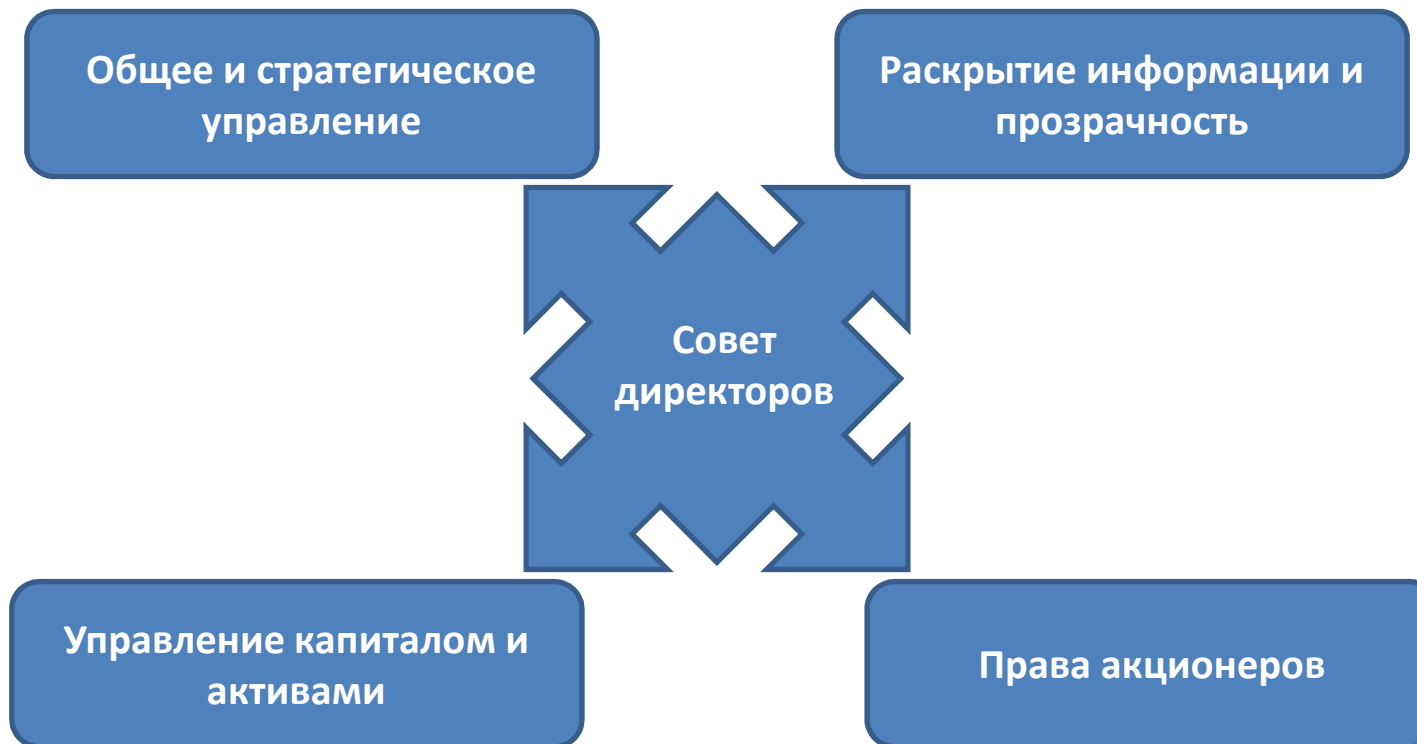 Общее и стратегическое
управление
Раскрытие информации и
прозрачность
Совет
директоров
Управление капиталом и
активами
Права акционеров